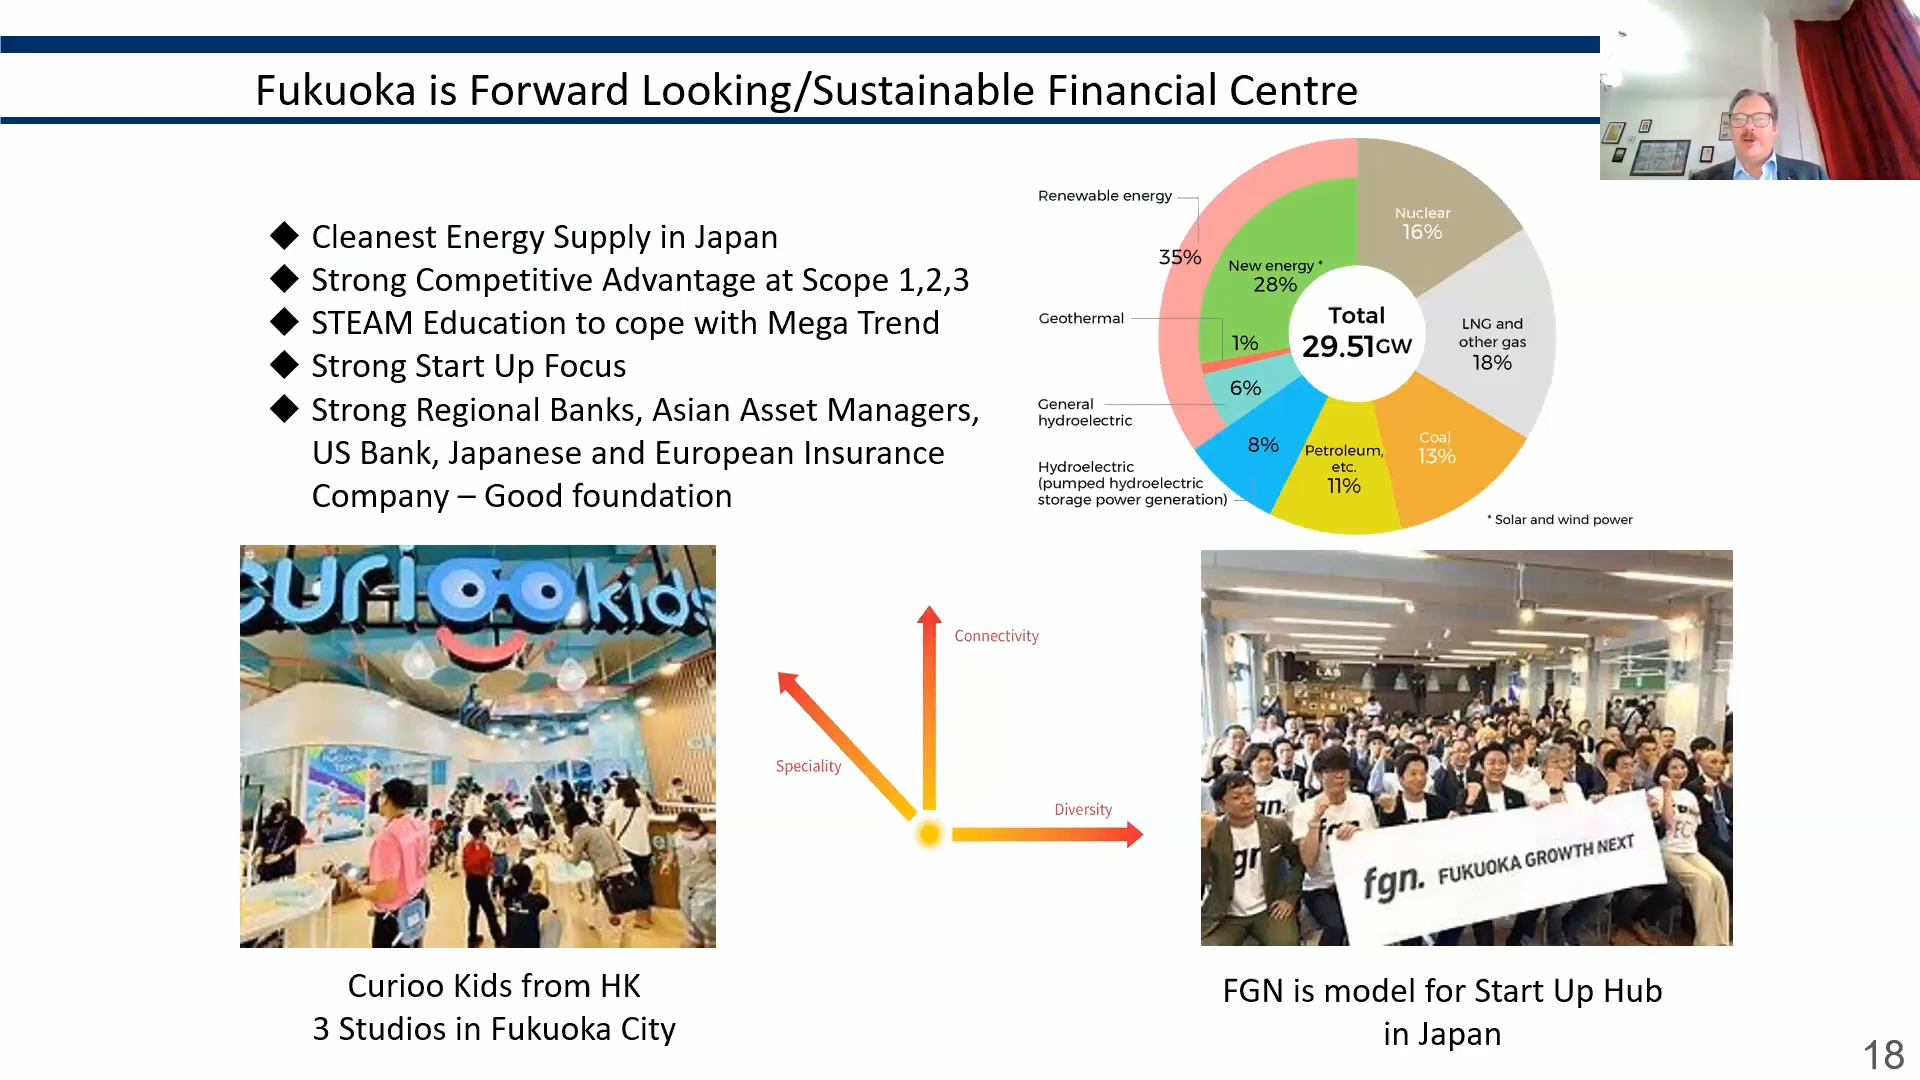 Fukuoka is Forward Looking/Sustainable Financial Centre
◆ Cleanest Energy Supply in Japan
◆ Strong Competitive Advantage at Scope 1,2,3
◆ STEAM Education to cope with Mega Trend
◆ Strong Start Up Focus
◆ Strong Regional Banks, Asian Asset Managers,
US Bank, Japanese and European Insurance
Company – Good foundation
Renewable energy
35%
New energy *
28%
Geothermal
1%
General
hydroelectric
6%
Hydroelectric
(pumped hydroelectric
storage power generation)
8%
Petroleum,
etc.
11%
Coal
13%
LNG and
other gas
18%
Nuclear
16%
Total
29.51GW
* Solar and wind power
curiookids
Connectivity
Speciality
Diversity
LAB
fgn. FUKUOKA GROWTH NEXT
Curioo Kids from HK
3 Studios in Fukuoka City
FGN is model for Start Up Hub
in Japan
18